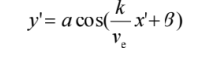 y'= a cos(k/vₑ x'+ β)